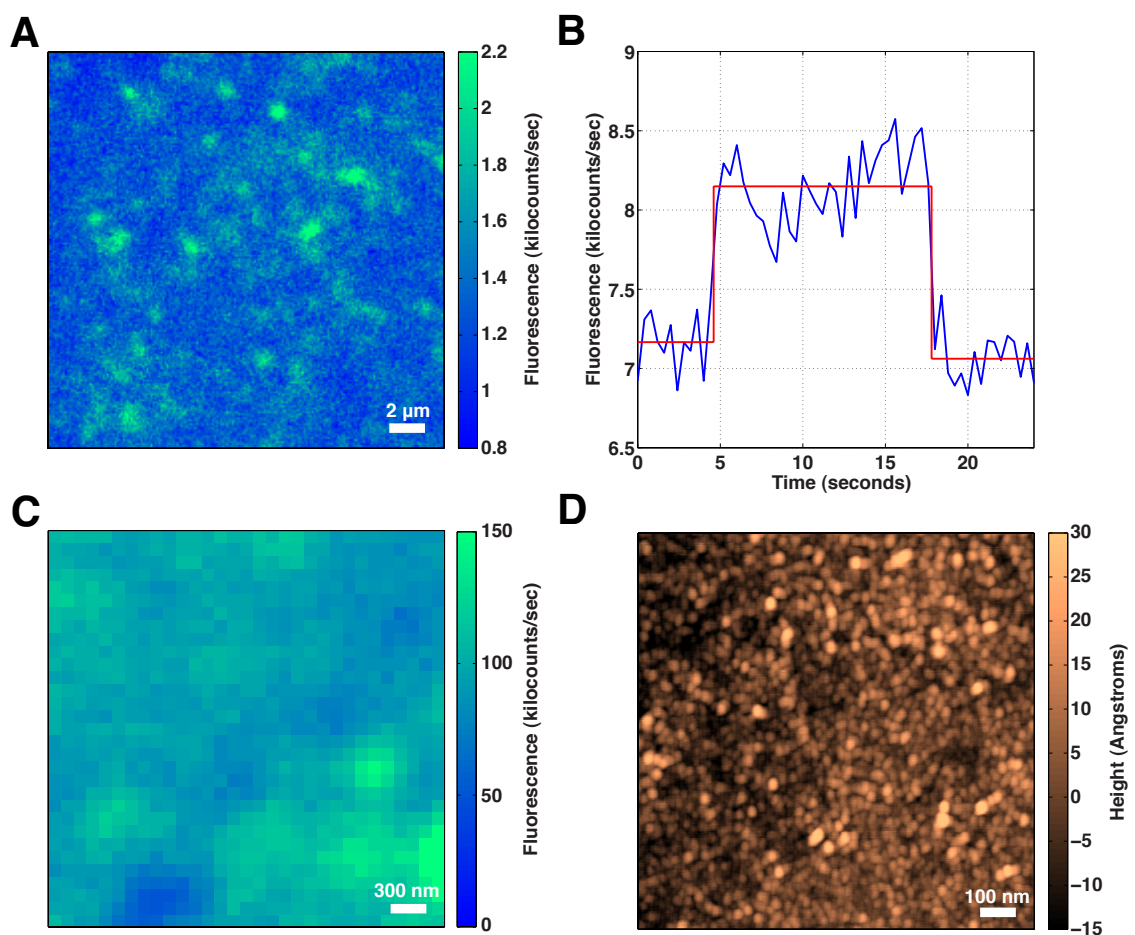 A
2.2
2
1.8
1.6
1.4
1.2
1
0.8
Fluorescence (kilocounts/sec)
2 µm
B
9
8.5
8
7.5
7
6.5
Fluorescence (kilocounts/sec)
0
5
10
15
20
Time (seconds)
C
150
100
50
0
Fluorescence (kilocounts/sec)
300 nm
D
30
25
20
15
10
5
0
−5
−10
−15
Height (Angstroms)
100 nm